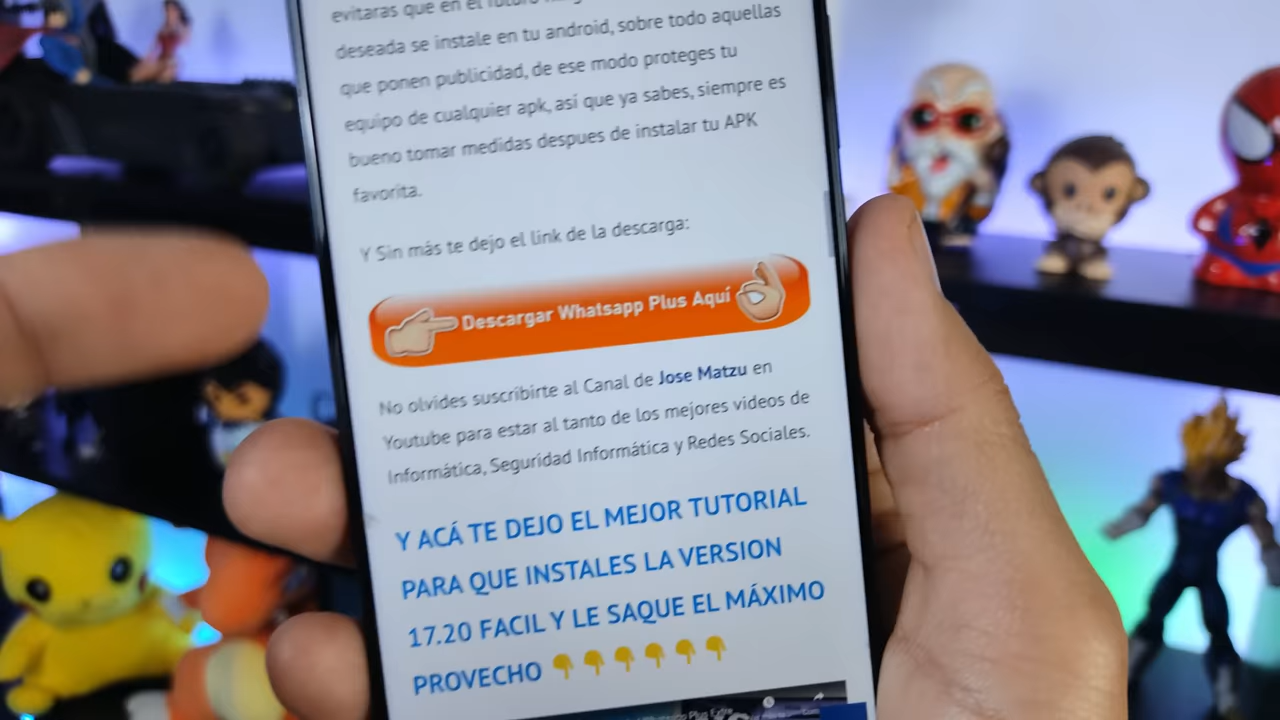 evitaras que en el futuro
deseada se instale en tu android, sobre todo aquellas
que ponen publicidad, de ese modo proteges tu
equipo de cualquier apk, así que ya sabes, siempre es
bueno tomar medidas despues de instalar tu APK
favorita.
Y Sin más te dejo el link de la descarga:
Descargar Whatsapp Plus Aquí
No olvides suscribirte al Canal de Jose Matzu en
Youtube para estar al tanto de los mejores videos de
Informática, Seguridad Informática y Redes Sociales.
Y ACÁ TE DEJO EL MEJOR TUTORIAL
PARA QUE INSTALES LA VERSION
17.20 FACIL Y LE SAQUE EL MÁXIMO
PROVECHO 👇👇👇👇👇👇